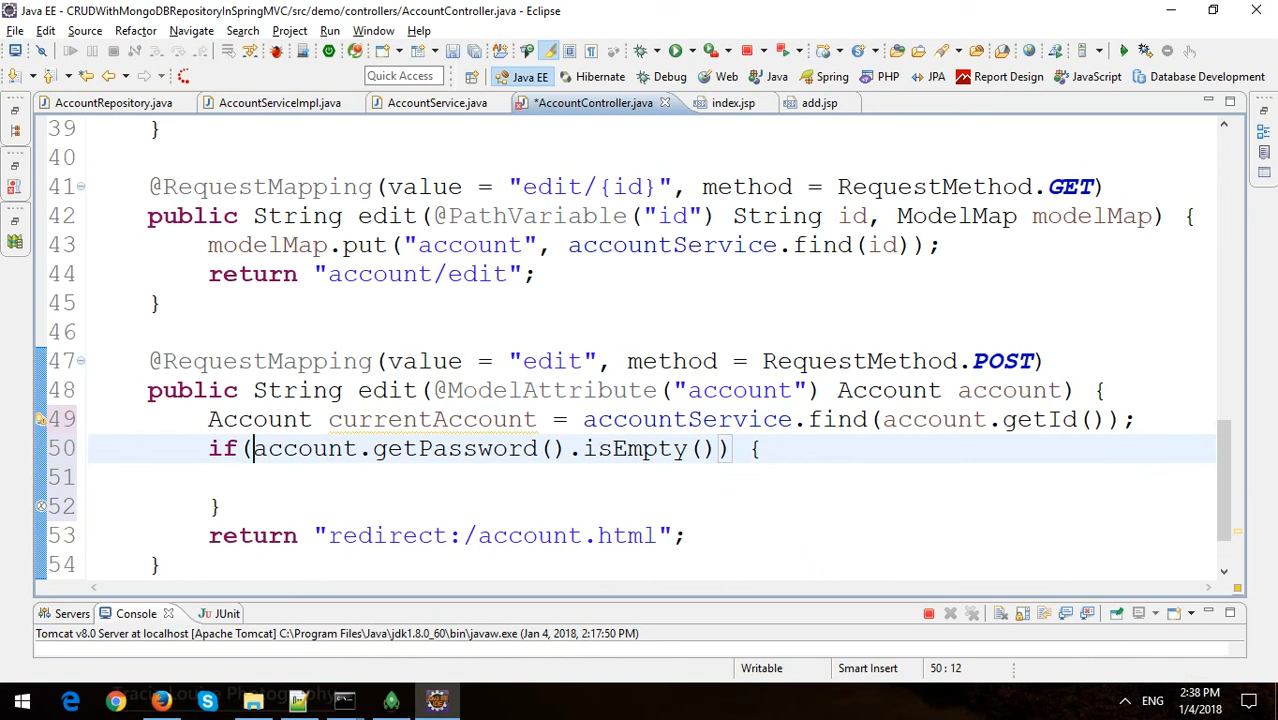 Java EE - CRUDWithMongoDBRepositoryInSpringMVC/src/demo/controllers/AccountController.java - Eclipse
File Edit Source Refactor Navigate Search Project Run Window Help
Quick Access Java EE Hibernate Debug Web Java Spring PHP JPA Report Design JavaScript Database Development
AccountRepository.java AccountServiceImpl.java AccountService.java *AccountController.java index.jsp add.jsp
39 }
40
41 @RequestMapping(value = "edit/{id}", method = RequestMethod.GET)
42 public String edit(@PathVariable("id") String id, ModelMap modelMap) {
43 modelMap.put("account", accountService.find(id));
44 return "account/edit";
45 }
46
47 @RequestMapping(value = "edit", method = RequestMethod.POST)
48 public String edit(@ModelAttribute("account") Account account) {
49 Account currentAccount = accountService.find(account.getId());
50 if(account.getPassword().isEmpty()) {
51
52 }
53 return "redirect:/account.html";
54 }
Servers Console JUnit
Tomcat v8.0 Server at localhost [Apache Tomcat] C:\Program Files\Java\jdk1.8.0_60\bin\javaw.exe (Jan 4, 2018, 2:17:50 PM)
Writable Smart Insert 50 : 12
ENG 2:38 PM
1/4/2018